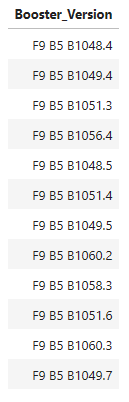 Booster_Version
F9 B5 B1048.4
F9 B5 B1049.4
F9 B5 B1051.3
F9 B5 B1056.4
F9 B5 B1048.5
F9 B5 B1051.4
F9 B5 B1049.5
F9 B5 B1060.2
F9 B5 B1058.3
F9 B5 B1051.6
F9 B5 B1060.3
F9 B5 B1049.7